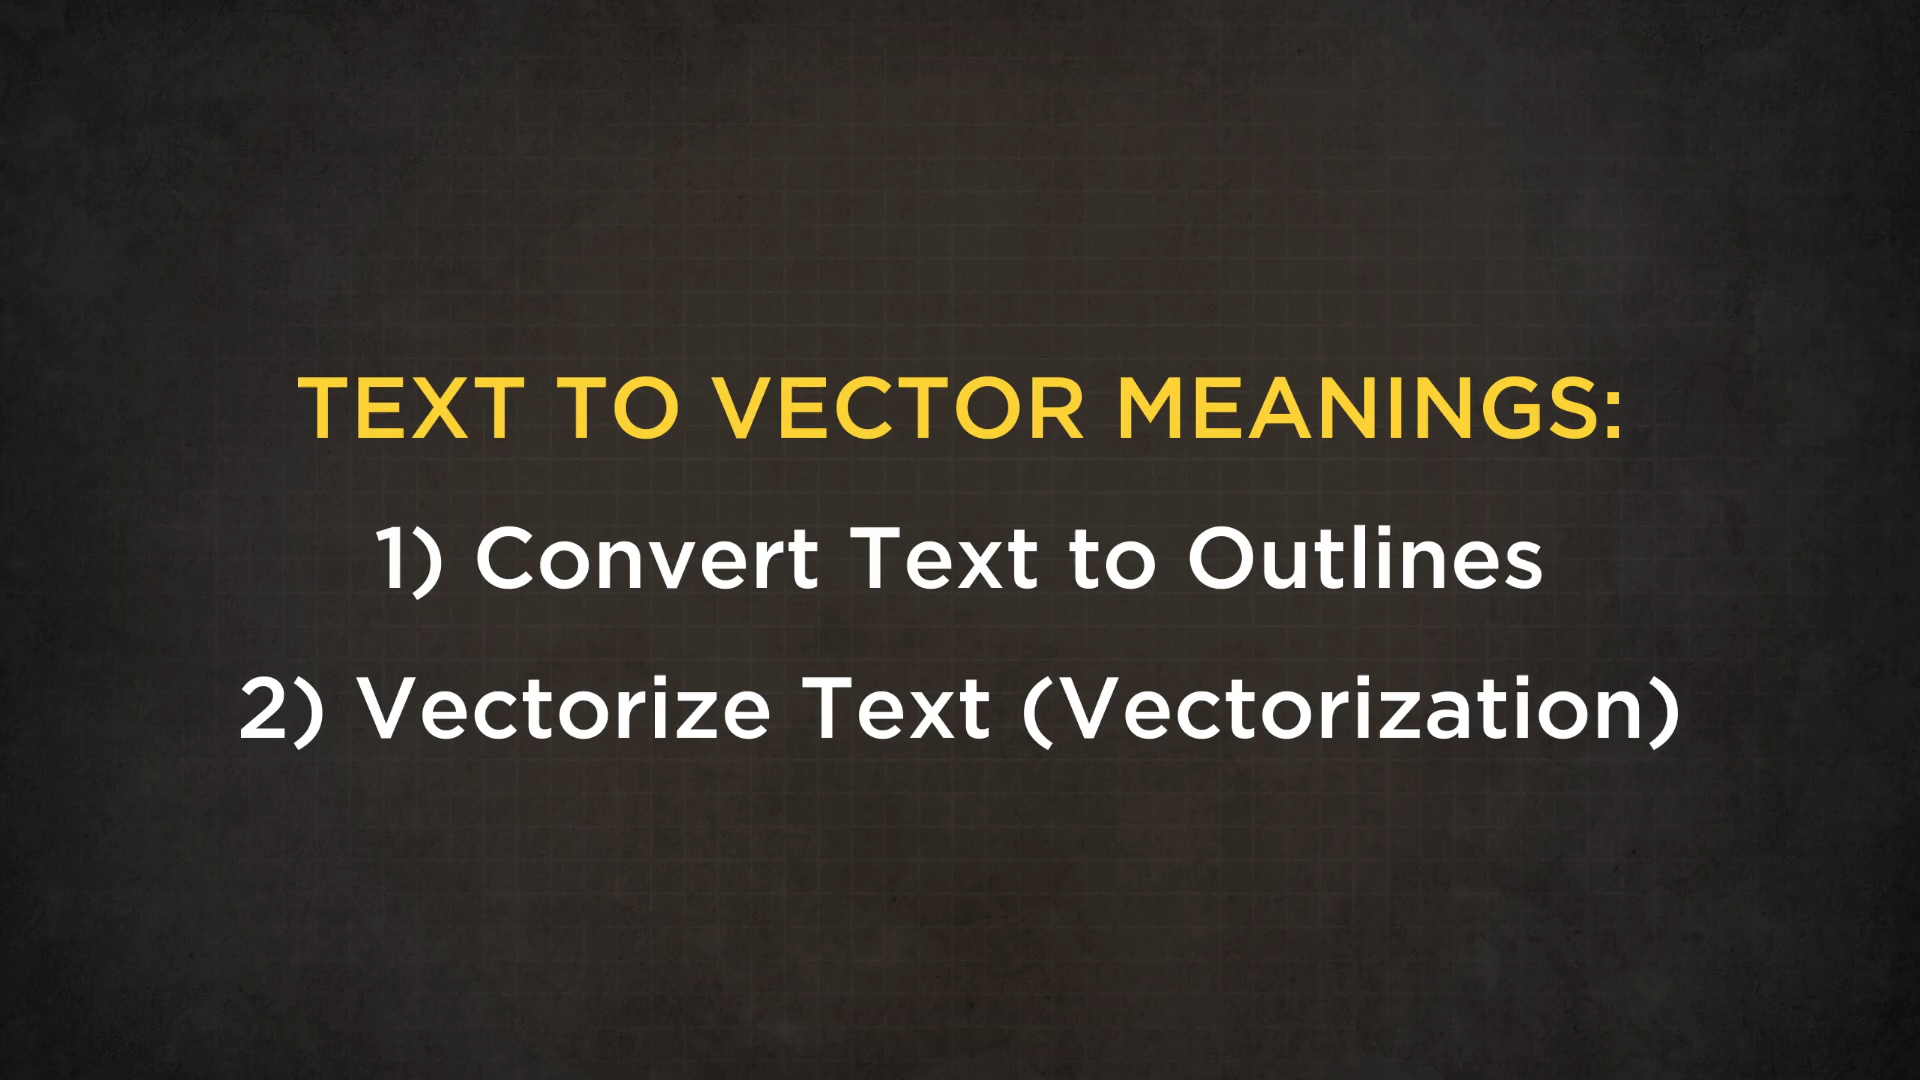 TEXT TO VECTOR MEANINGS:
1) Convert Text to Outlines
2) Vectorize Text (Vectorization)